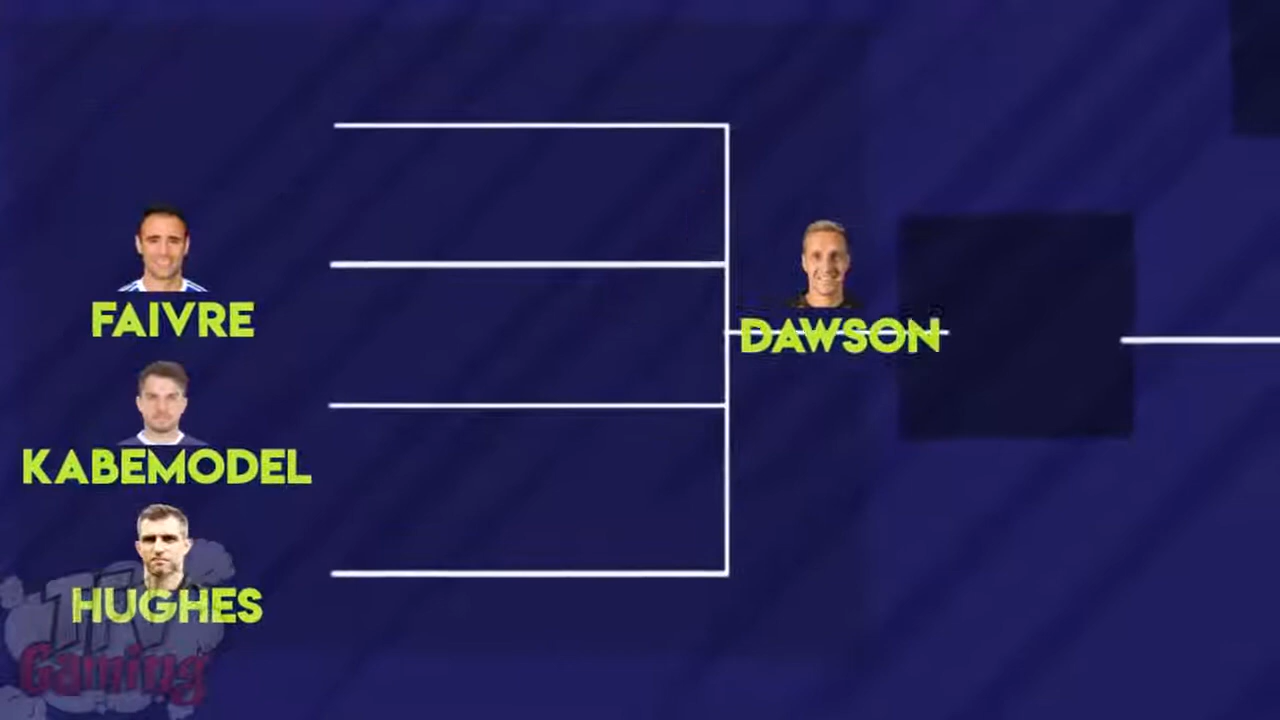 FAIVRE
DAWSON
KABEMODEL
HUGHES
Gaming